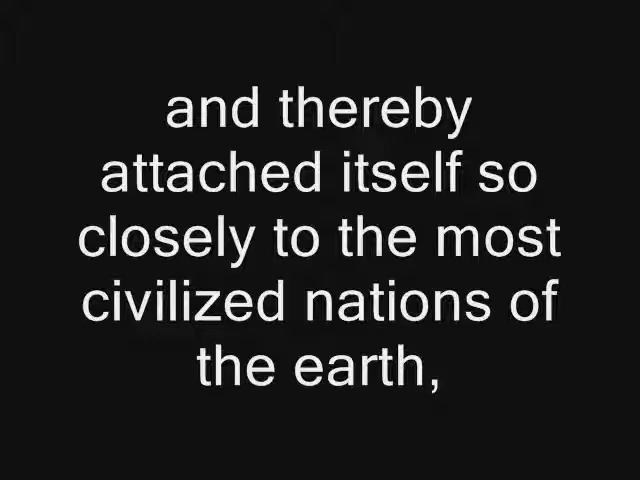 and thereby
attached itself so
closely to the most
civilized nations of
the earth,